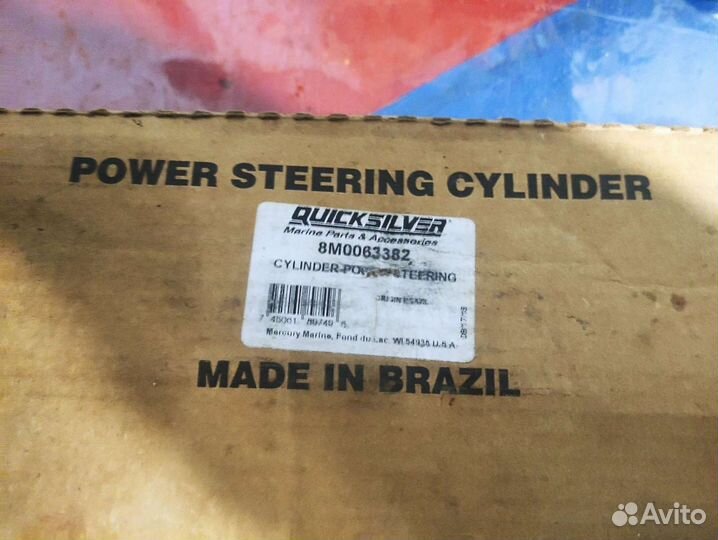 POWER STEERING CYLINDER
QUICKSILVER
Marine Parts & Accessories
8M0063382
CYLINDER-POWER STEERING
Mercury Marine, Fond du Lac, WI 54935 U.S.A.
MADE IN BRAZIL
Avito